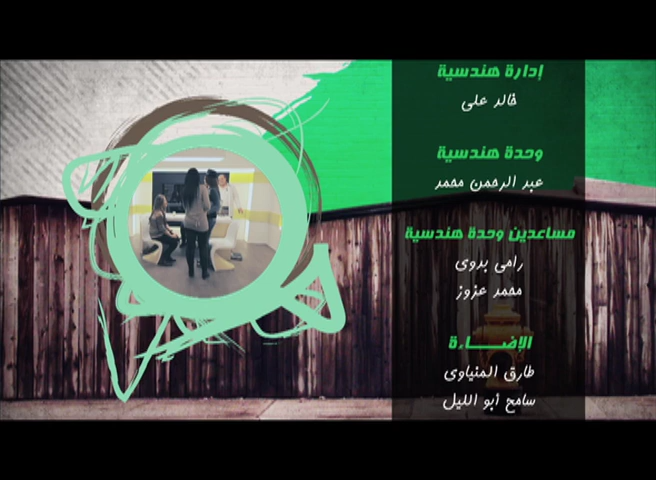 إدارة هندسية
خالد على
وحدة هندسية
عبد الرحمن محمد
مساعدين وحدة هندسية
رامى بدوى
محمد عزوز
الإضـــــاءة
طارق المنياوى
سامح أبو الليل